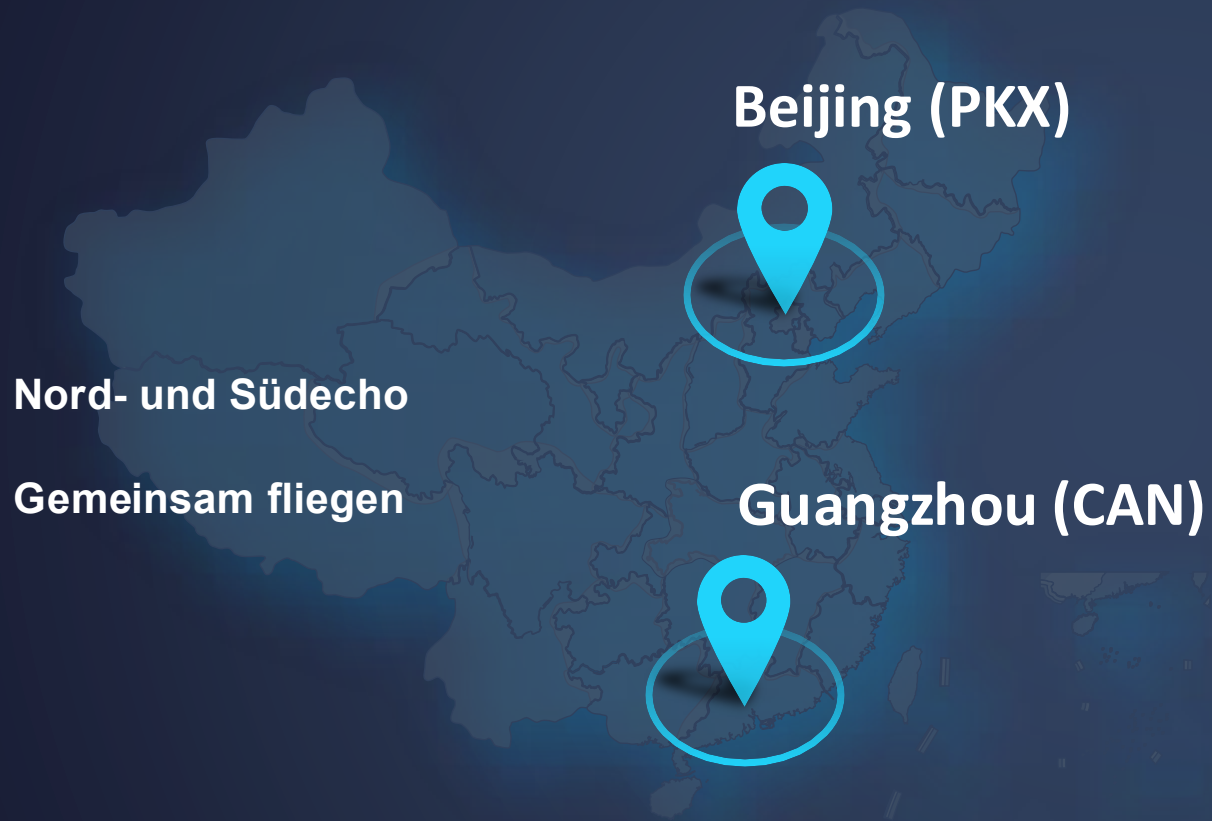 Beijing (PKX)
Nord- und Südecho
Gemeinsam fliegen
Guangzhou (CAN)